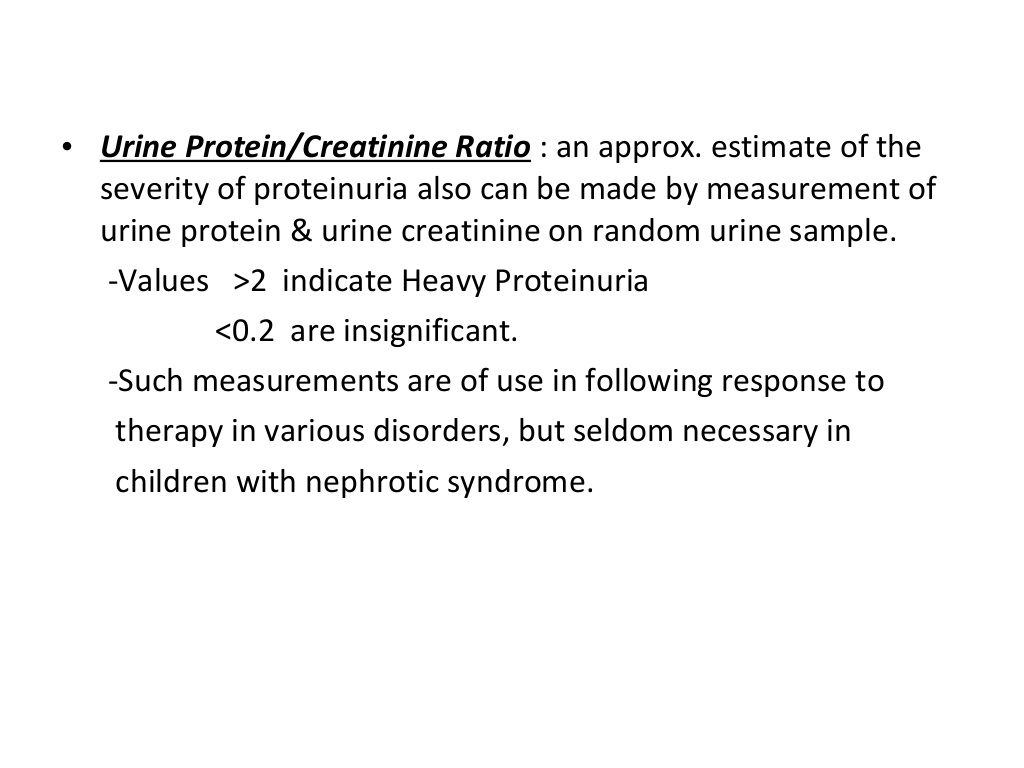 • Urine Protein/Creatinine Ratio : an approx. estimate of the
severity of proteinuria also can be made by measurement of
urine protein & urine creatinine on random urine sample.
-Values >2 indicate Heavy Proteinuria
<0.2 are insignificant.
-Such measurements are of use in following response to
therapy in various disorders, but seldom necessary in
children with nephrotic syndrome.